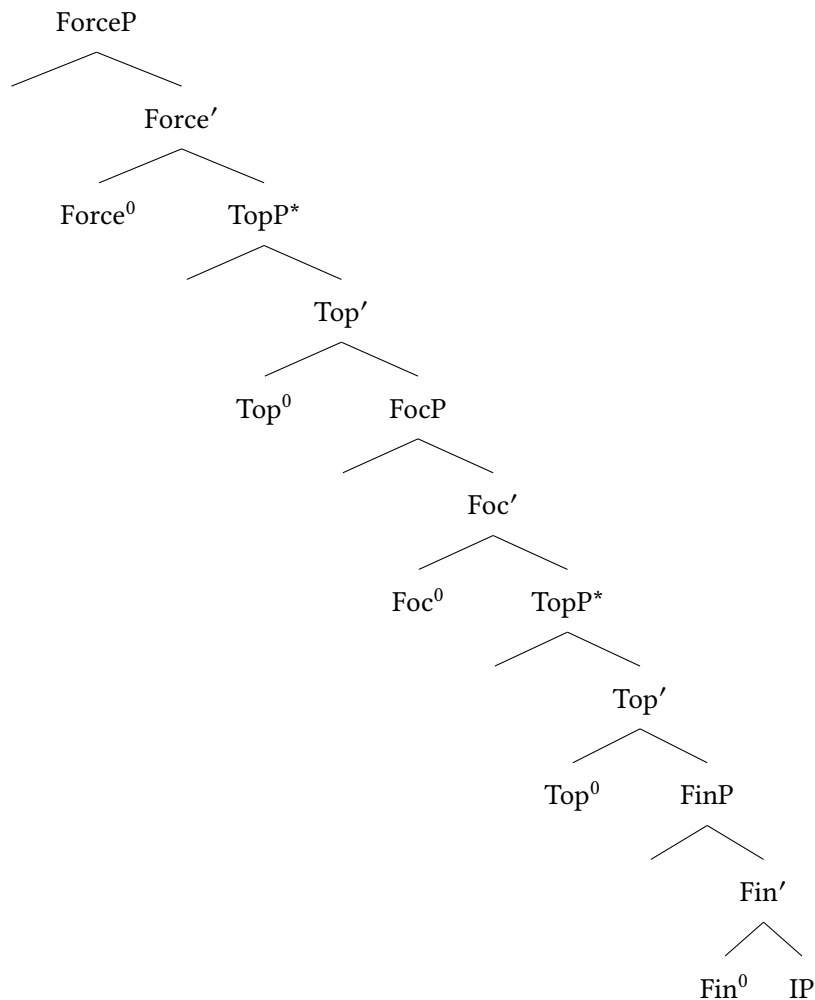 ForceP
Force′
Force⁰ TopP*
Top′
Top⁰ FocP
Foc′
Foc⁰ TopP*
Top′
Top⁰ FinP
Fin′
Fin⁰ IP